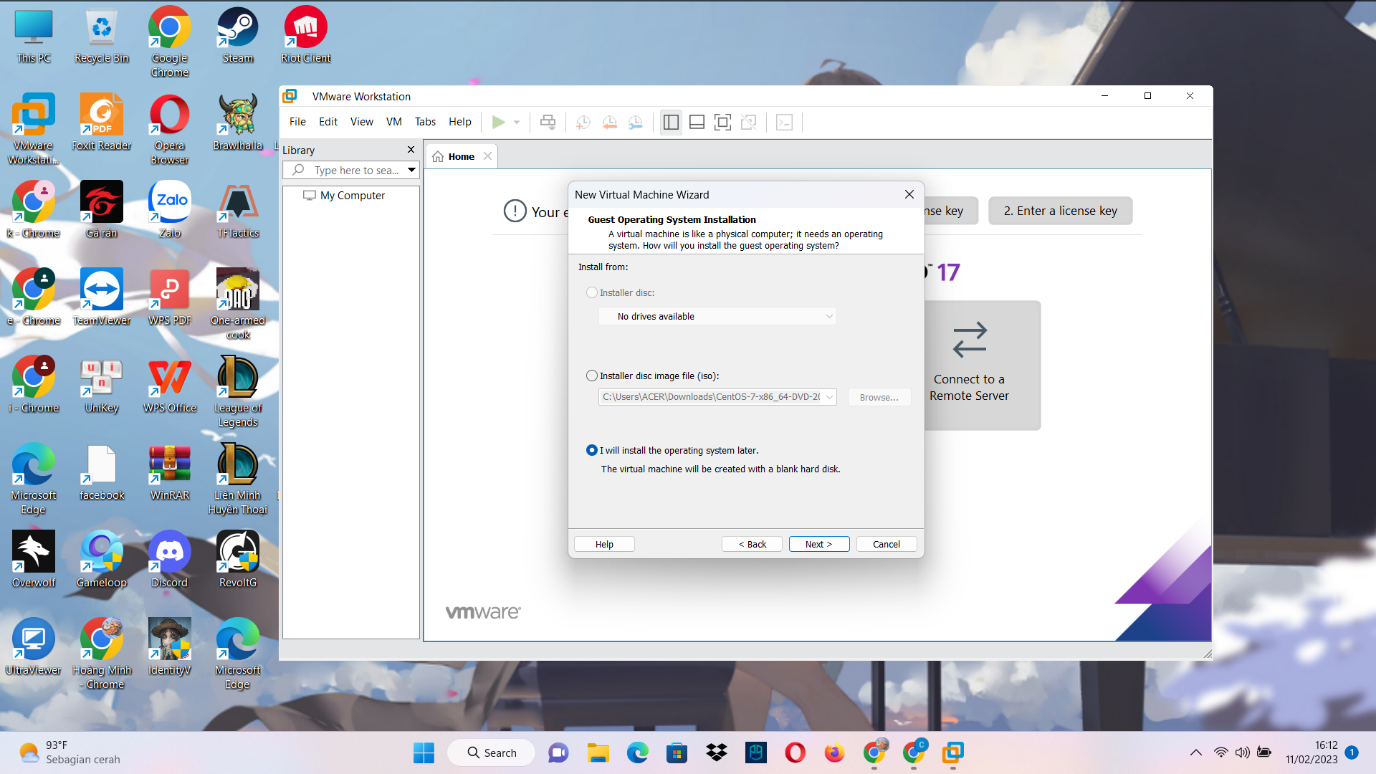 This PC
Recycle Bin
Google
Chrome
Steam
Riot Client
VMware
Workstati...
Foxit Reader
PDF
Opera
Browser
Brawlhalla
k - Chrome
Gà rán
Zalo
Zalo
TFTactics
e - Chrome
TeamViewer
WPS PDF
One-armed
cook
i - Chrome
UniKey
WPS Office
League of
Legends
Microsoft
Edge
facebook
WinRAR
Liên Minh
Huyền Thoại
Overwolf
Gameloop
Discord
RevoltG
UltraViewer
Hoàng Minh
- Chrome
IdentityV
Microsoft
Edge
VMware Workstation
File Edit View VM Tabs Help
Library
Type here to sea...
My Computer
Home
Your e
nse key
2. Enter a license key
17
Connect to a
Remote Server
vmware
New Virtual Machine Wizard
Guest Operating System Installation
A virtual machine is like a physical computer; it needs an operating
system. How will you install the guest operating system?
Install from:
Installer disc:
No drives available
Installer disc image file (iso):
C:\Users\ACER\Downloads\CentOS-7-x86_64-DVD-20
Browse...
I will install the operating system later.
The virtual machine will be created with a blank hard disk.
Help
< Back
Next >
Cancel
93°F
Sebagian cerah
Search
16:12
11/02/2023
1